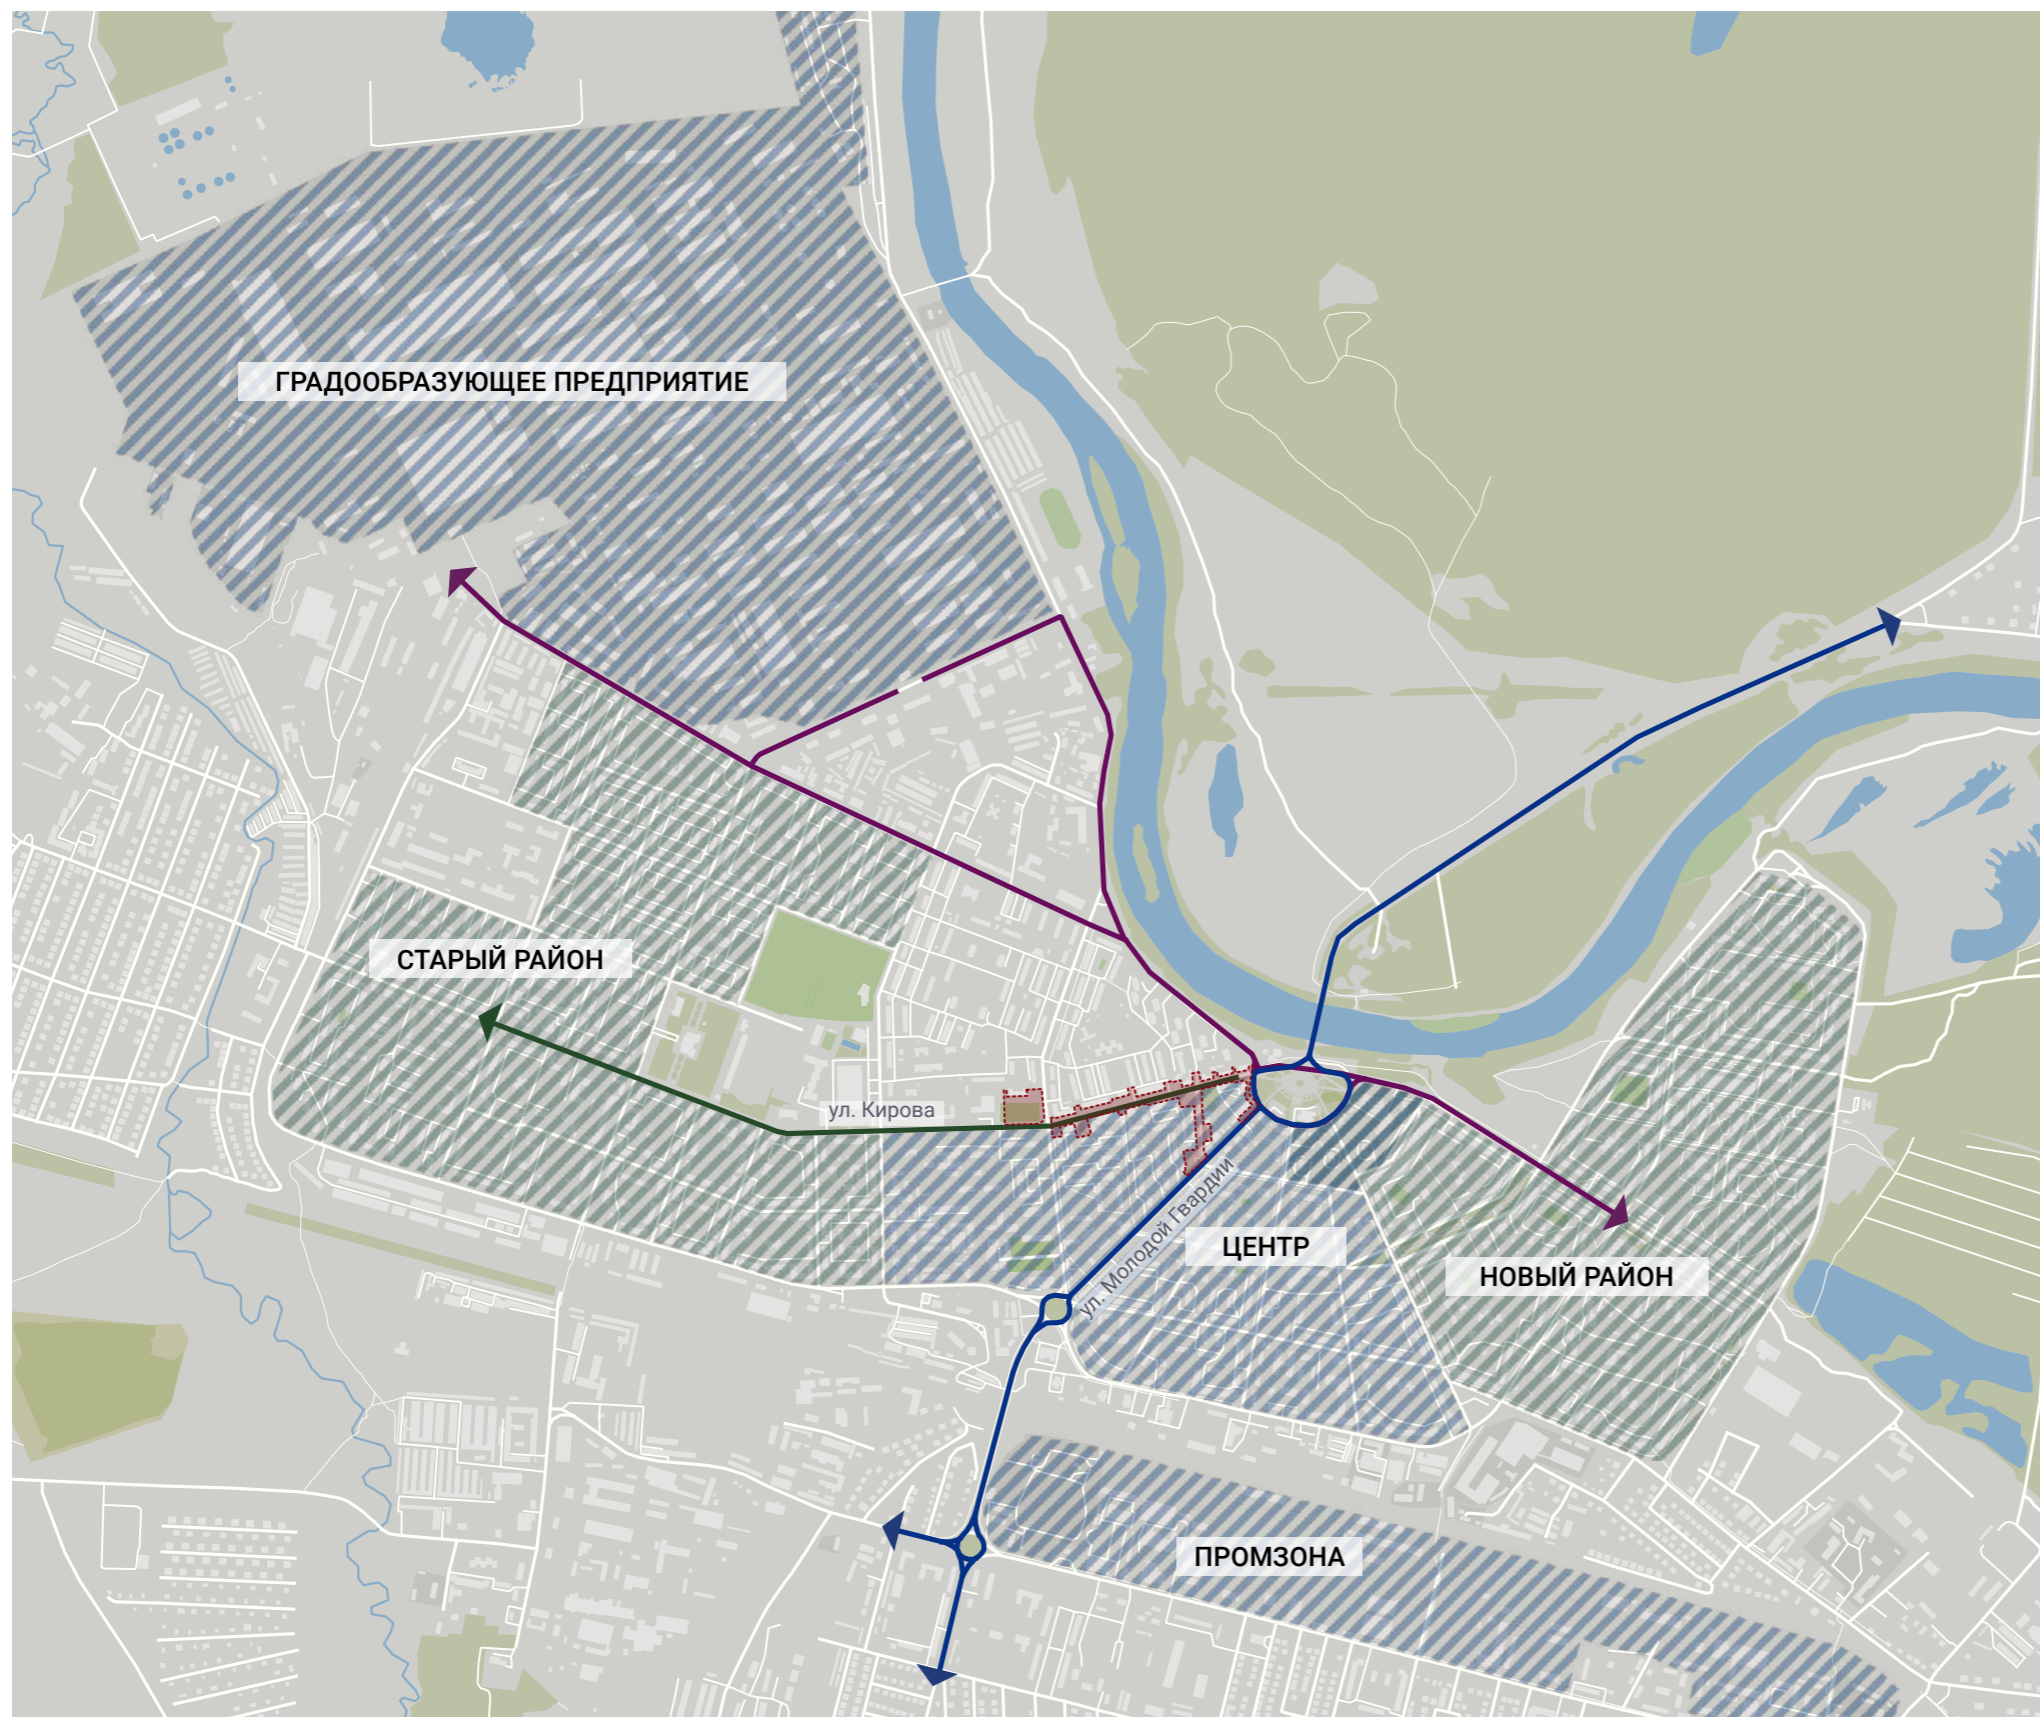 ГРАДООБРАЗУЮЩЕЕ ПРЕДПРИЯТИЕ
СТАРЫЙ РАЙОН
ул. Кирова
ул. Молодой Гвардии
ЦЕНТР
НОВЫЙ РАЙОН
ПРОМЗОНА